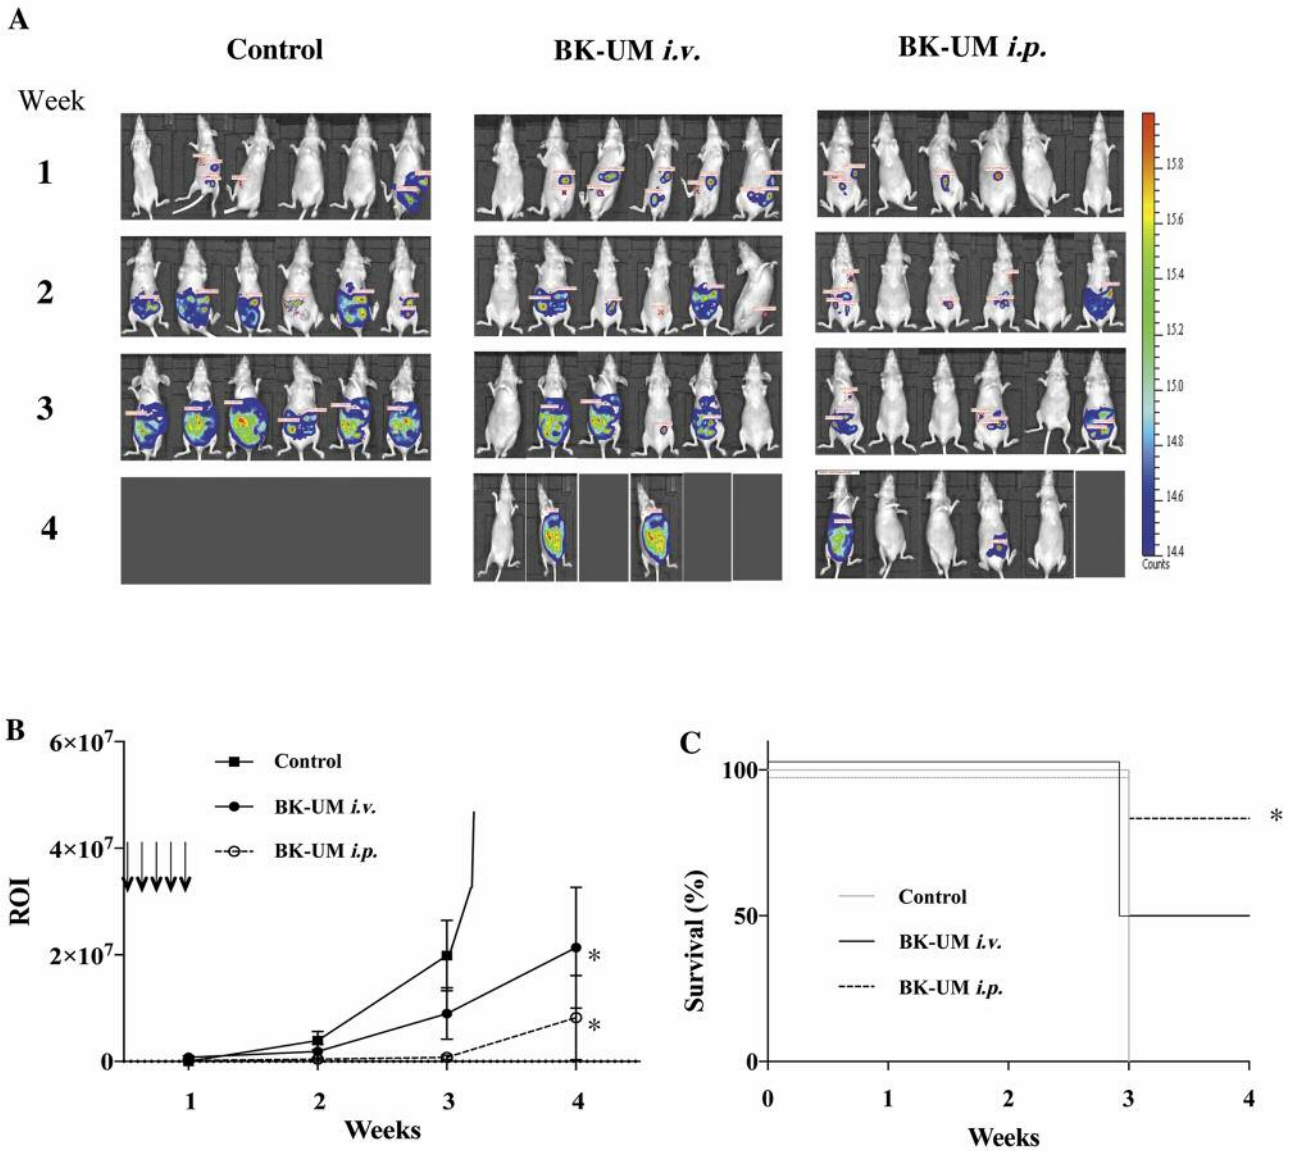 A
Control
BK-UM i.v.
BK-UM i.p.
Week
1
2
3
4
15.8
15.6
15.4
15.2
15.0
14.8
14.6
14.4
Counts
B
6×10⁷
4×10⁷
2×10⁷
0
ROI
Control
BK-UM i.v.
BK-UM i.p.
*
*
1 2 3 4
Weeks
C
100
50
0
Survival (%)
*
Control
BK-UM i.v.
BK-UM i.p.
0 1 2 3 4
Weeks